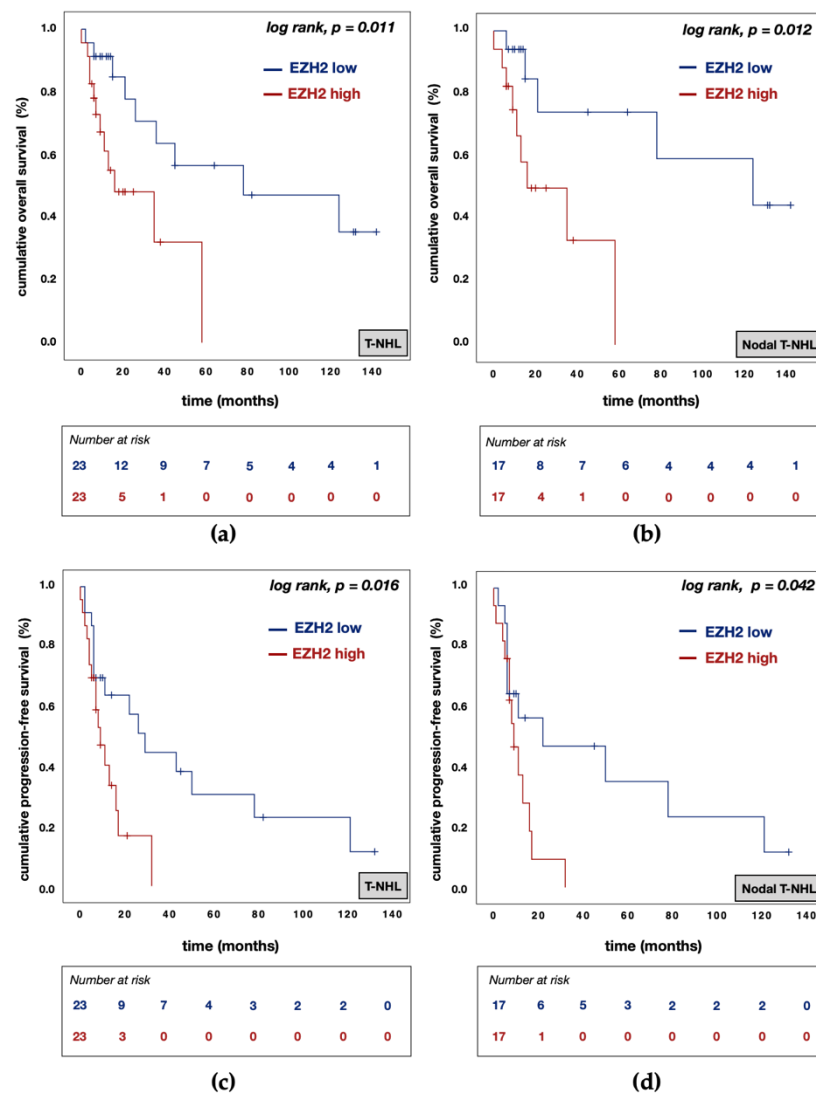 log rank, p = 0.011
EZH2 low
EZH2 high
cumulative overall survival (%)
1.0
0.8
0.6
0.4
0.2
0.0
T-NHL
0 20 40 60 80 100 120 140
time (months)
Number at risk
23 12 9 7 5 4 4 1
23 5 1 0 0 0 0 0
(a)
log rank, p = 0.012
EZH2 low
EZH2 high
cumulative overall survival (%)
1.0
0.8
0.6
0.4
0.2
0.0
Nodal T-NHL
0 20 40 60 80 100 120 140
time (months)
Number at risk
17 8 7 6 4 4 4 1
17 4 1 0 0 0 0 0
(b)
log rank, p = 0.016
EZH2 low
EZH2 high
cumulative progression-free survival (%)
1.0
0.8
0.6
0.4
0.2
0.0
T-NHL
0 20 40 60 80 100 120 140
time (months)
Number at risk
23 9 7 4 3 2 2 0
23 3 0 0 0 0 0 0
(c)
log rank, p = 0.042
EZH2 low
EZH2 high
cumulative progression-free survival (%)
1.0
0.8
0.6
0.4
0.2
0.0
Nodal T-NHL
0 20 40 60 80 100 120 140
time (months)
Number at risk
17 6 5 3 2 2 2 0
17 1 0 0 0 0 0 0
(d)